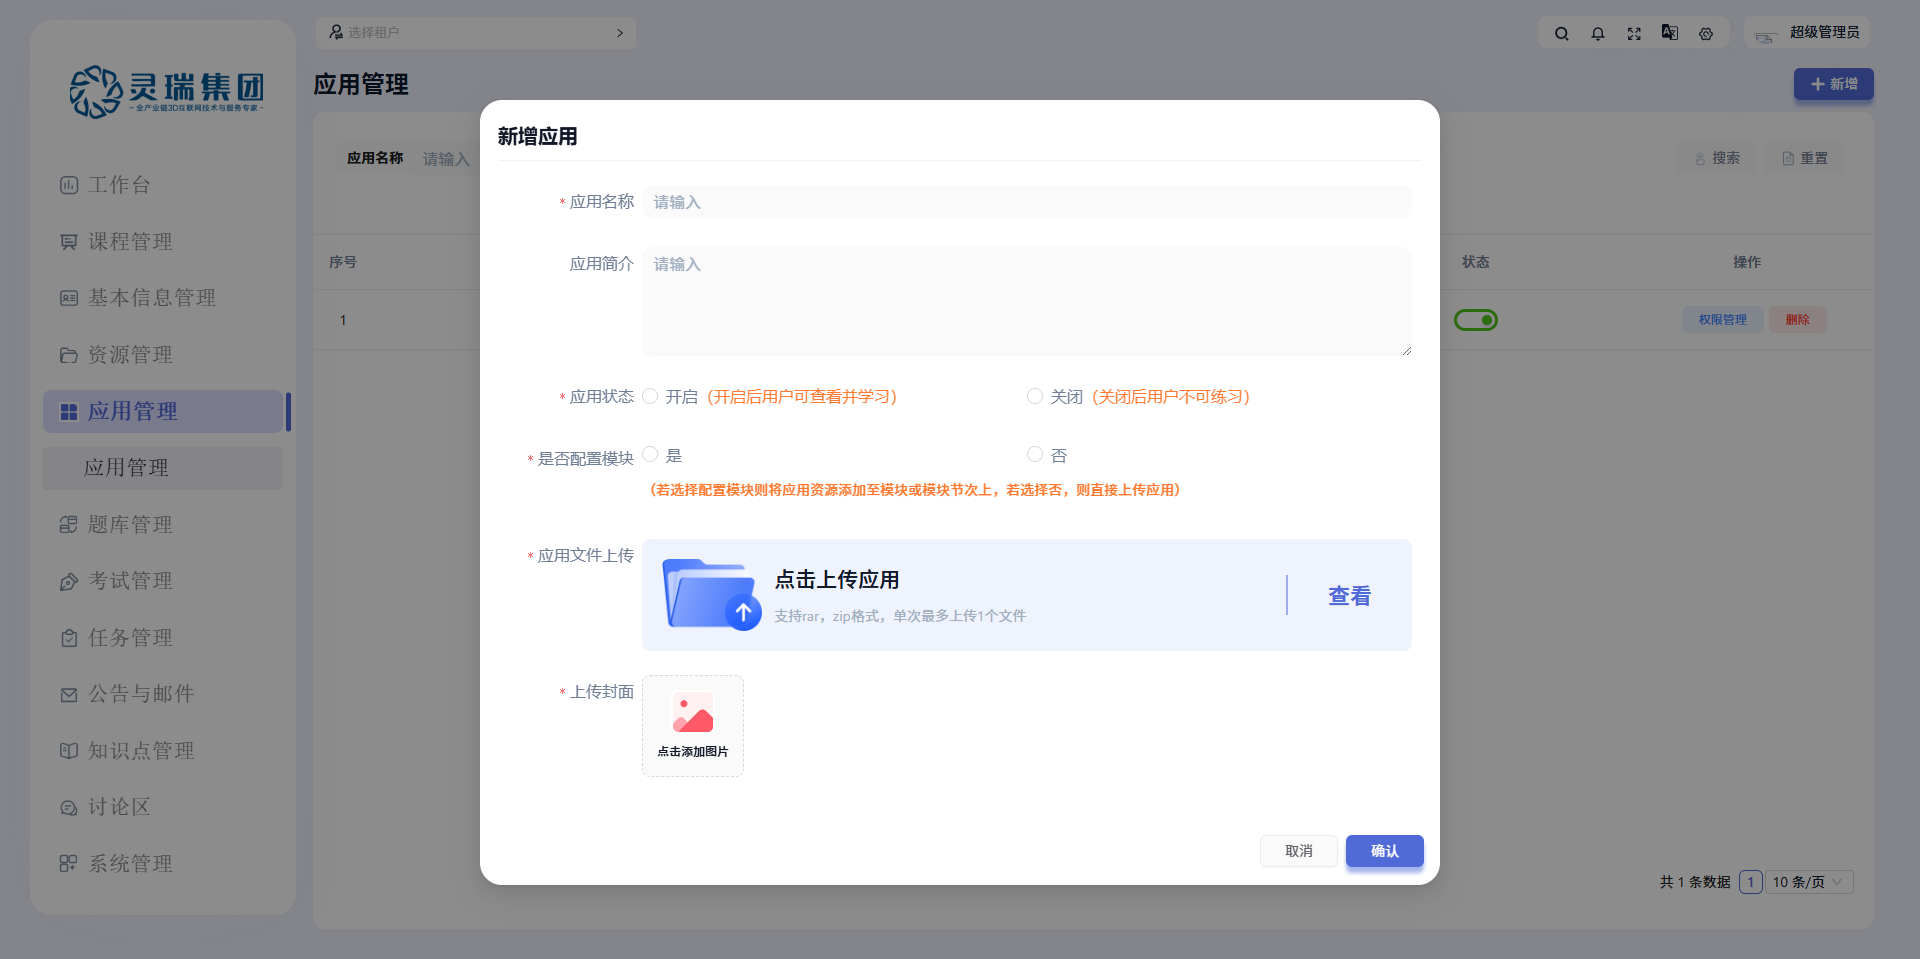 选择租户
超级管理员
灵瑞集团
- 全产业链3D互联网技术与服务专家 -
应用管理
新增
工作台
课程管理
基本信息管理
资源管理
应用管理
应用管理
题库管理
考试管理
任务管理
公告与邮件
知识点管理
讨论区
系统管理
应用名称 请输入
搜索 重置
序号 状态 操作
1 权限管理 删除
新增应用
* 应用名称 请输入
应用简介 请输入
* 应用状态 开启（开启后用户可查看并学习） 关闭（关闭后用户不可练习）
* 是否配置模块 是 否
（若选择配置模块则将应用资源添加至模块或模块节次上，若选择否，则直接上传应用）
* 应用文件上传
点击上传应用
支持rar，zip格式，单次最多上传1个文件
查看
* 上传封面
点击添加图片
取消 确认
共 1 条数据 1 10 条/页